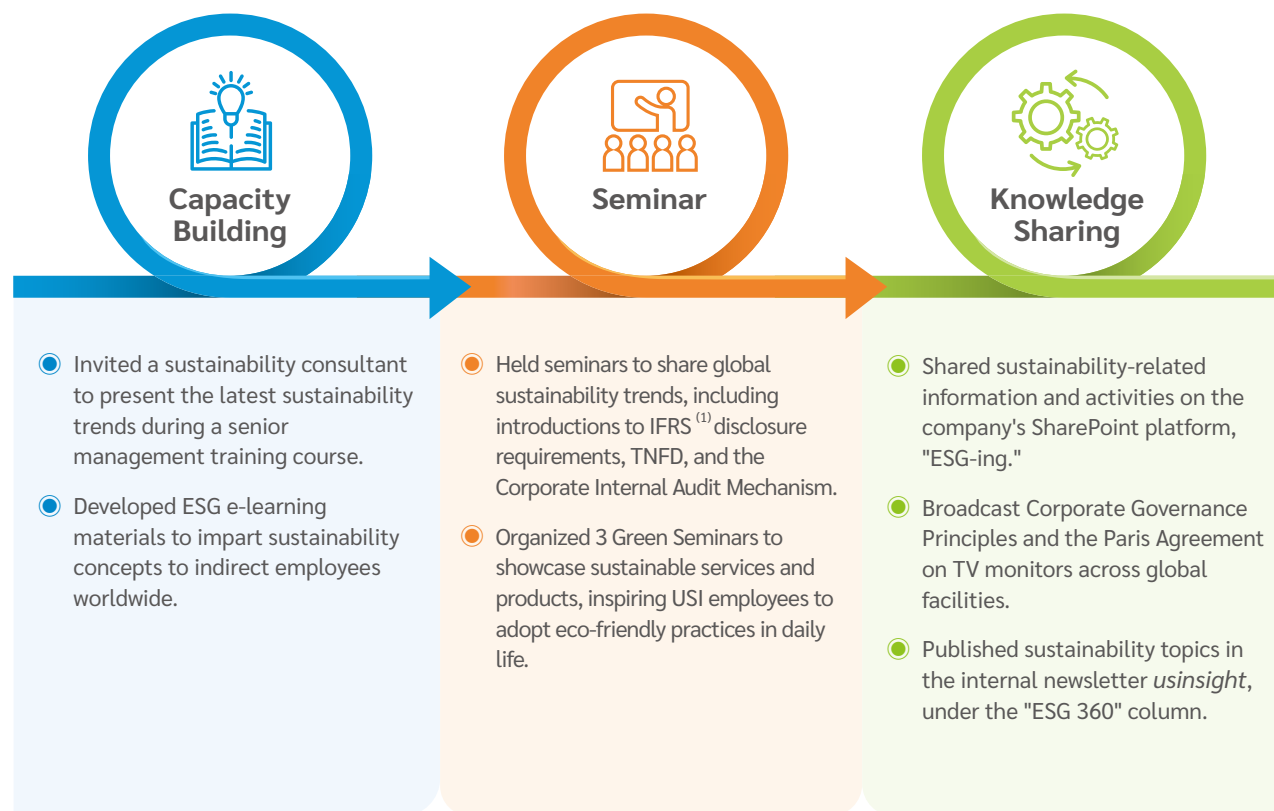 Capacity
Building
Seminar
Knowledge
Sharing
Invited a sustainability consultant
to present the latest sustainability
trends during a senior
management training course.
Developed ESG e-learning
materials to impart sustainability
concepts to indirect employees
worldwide.
Held seminars to share global
sustainability trends, including
introductions to IFRS (1) disclosure
requirements, TNFD, and the
Corporate Internal Audit Mechanism.
Organized 3 Green Seminars to
showcase sustainable services and
products, inspiring USI employees to
adopt eco-friendly practices in daily
life.
Shared sustainability-related
information and activities on the
company's SharePoint platform,
"ESG-ing."
Broadcast Corporate Governance
Principles and the Paris Agreement
on TV monitors across global
facilities.
Published sustainability topics in
the internal newsletter usinsight,
under the "ESG 360" column.